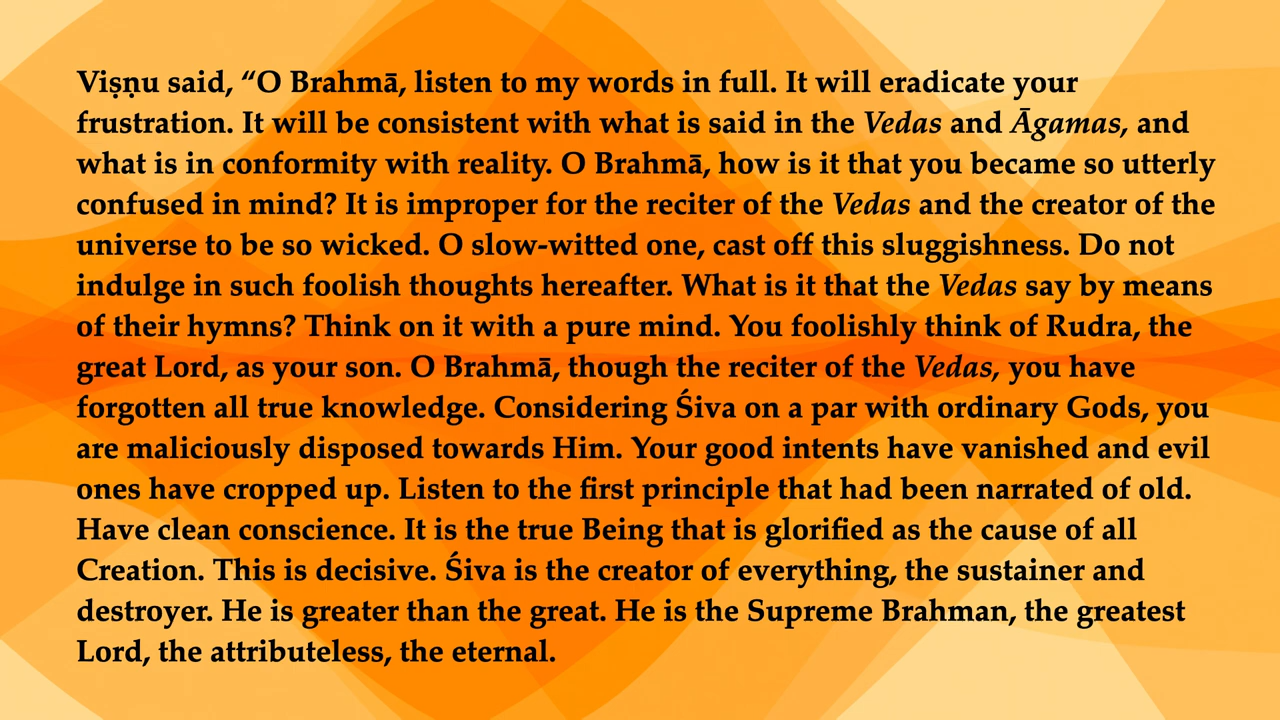 Viṣṇu said, “O Brahmā, listen to my words in full. It will eradicate your
frustration. It will be consistent with what is said in the Vedas and Āgamas, and
what is in conformity with reality. O Brahmā, how is it that you became so utterly
confused in mind? It is improper for the reciter of the Vedas and the creator of the
universe to be so wicked. O slow-witted one, cast off this sluggishness. Do not
indulge in such foolish thoughts hereafter. What is it that the Vedas say by means
of their hymns? Think on it with a pure mind. You foolishly think of Rudra, the
great Lord, as your son. O Brahmā, though the reciter of the Vedas, you have
forgotten all true knowledge. Considering Śiva on a par with ordinary Gods, you
are maliciously disposed towards Him. Your good intents have vanished and evil
ones have cropped up. Listen to the first principle that had been narrated of old.
Have clean conscience. It is the true Being that is glorified as the cause of all
Creation. This is decisive. Śiva is the creator of everything, the sustainer and
destroyer. He is greater than the great. He is the Supreme Brahman, the greatest
Lord, the attributeless, the eternal.